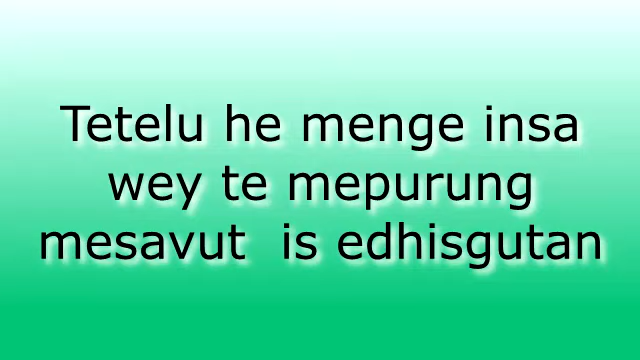 Tetelu he menge insa
wey te mepurung
mesavut  is edhisgutan